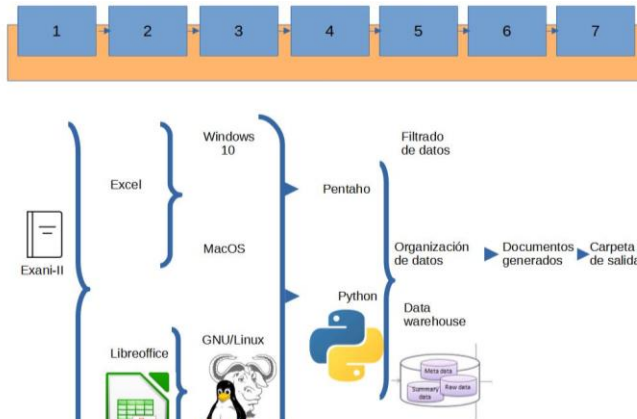 1 2 3 4 5 6 7
Windows
10
Filtrado
de datos
Excel
Pentaho
Exani-II
MacOS
Organización
de datos
Documentos
generados
Carpeta
de salida
Python
Data
warehouse
GNU/Linux
Libreoffice
Meta data
Summary
data
Raw data